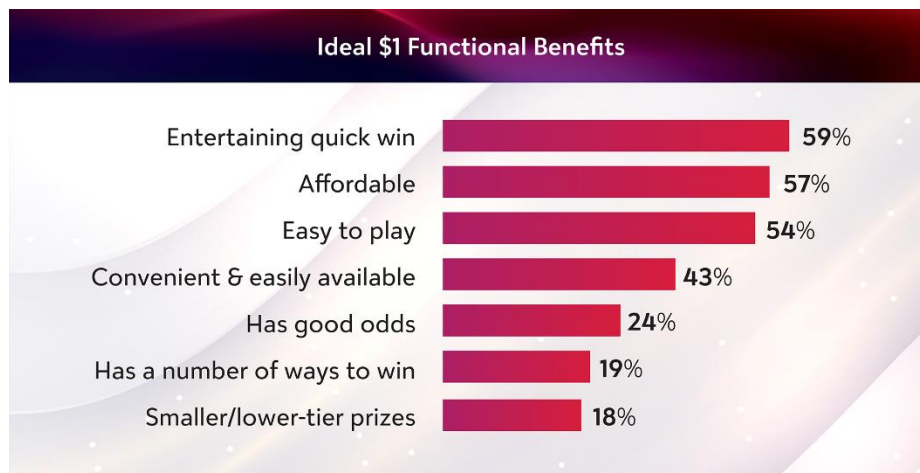 Ideal $1 Functional Benefits
Entertaining quick win 59%
Affordable 57%
Easy to play 54%
Convenient & easily available 43%
Has good odds 24%
Has a number of ways to win 19%
Smaller/lower-tier prizes 18%